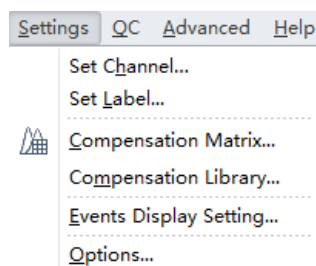 Settings QC Advanced Help
Set Channel...
Set Label...
Compensation Matrix...
Compensation Library...
Events Display Setting...
Options...